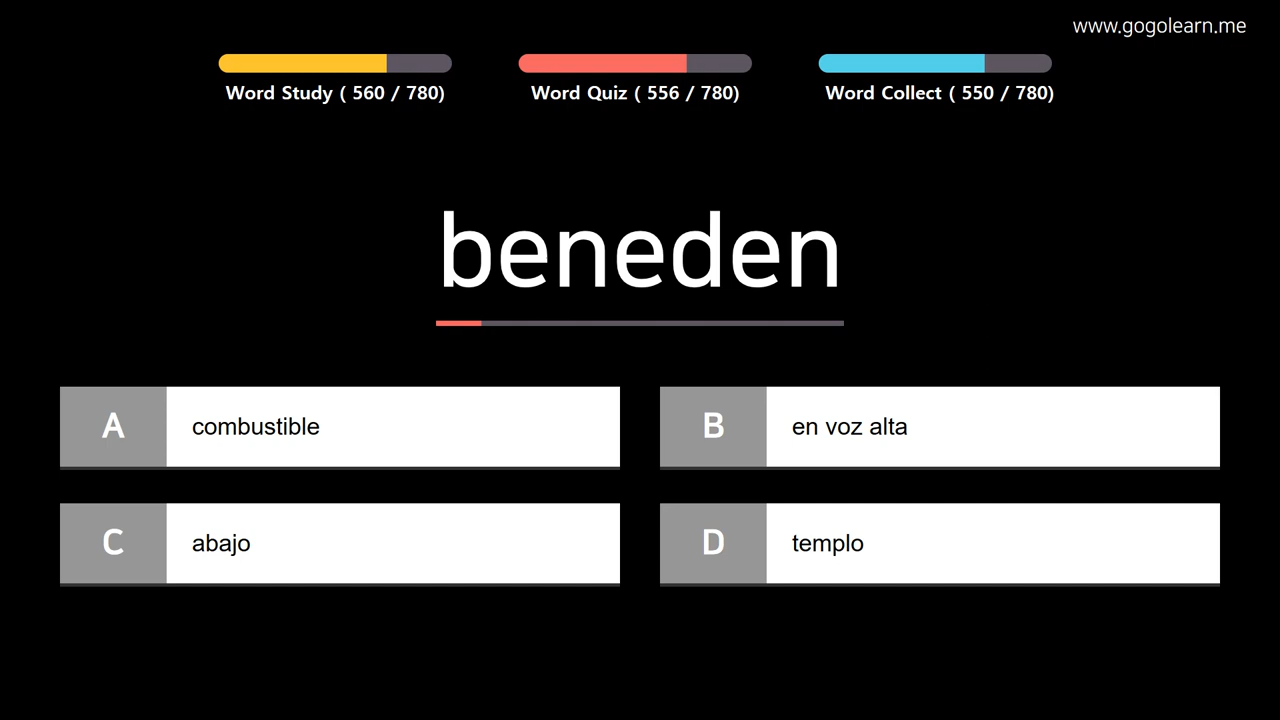 www.gogolearn.me
Word Study ( 560 / 780)
Word Quiz ( 556 / 780)
Word Collect ( 550 / 780)
beneden
A combustible
B en voz alta
C abajo
D templo